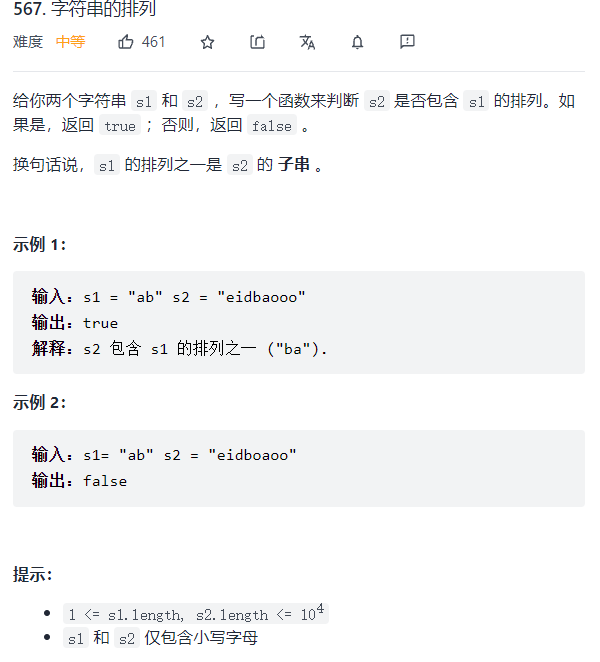 567. 字符串的排列
难度 中等 461
给你两个字符串 s1 和 s2 ，写一个函数来判断 s2 是否包含 s1 的排列。如
果是，返回 true ；否则，返回 false 。
换句话说，s1 的排列之一是 s2 的 子串 。
示例 1：
输入：s1 = "ab" s2 = "eidbaooo"
输出：true
解释：s2 包含 s1 的排列之一 ("ba").
示例 2：
输入：s1= "ab" s2 = "eidboaoo"
输出：false
提示：
• 1 <= s1.length, s2.length <= 10⁴
• s1 和 s2 仅包含小写字母